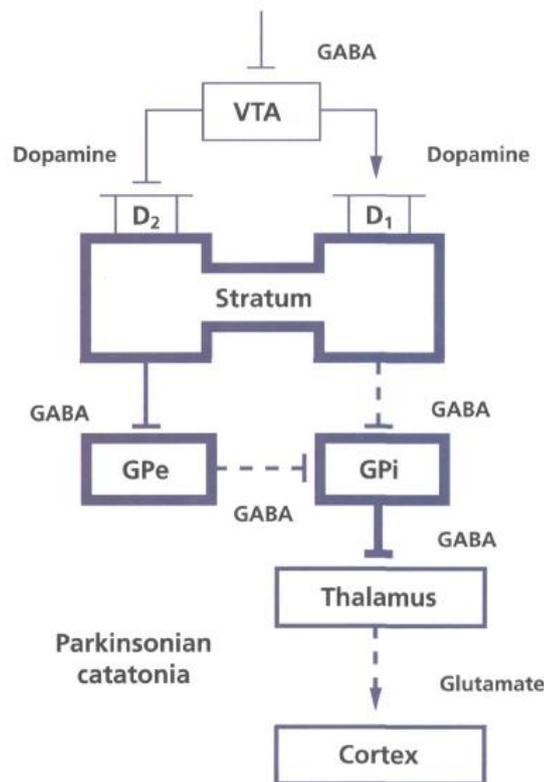 GABA
VTA
Dopamine
Dopamine
D₂
D₁
Stratum
GABA
GABA
GPe
GPi
GABA
GABA
Thalamus
Parkinsonian
catatonia
Glutamate
Cortex